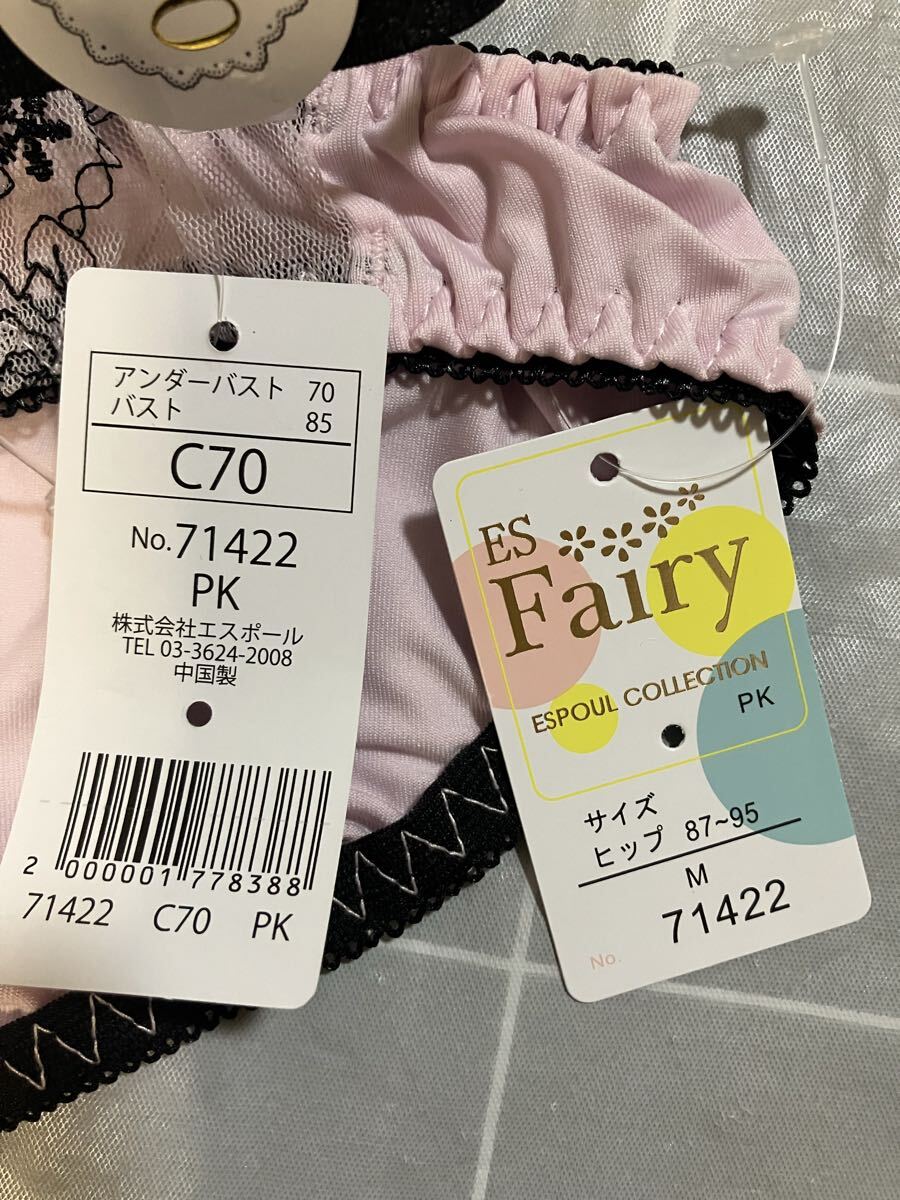 アンダーバスト 70
バスト 85
C70
No.71422
PK
株式会社エスポール
TEL 03-3624-2008
中国製
2 000001 778388
71422 C70 PK
ES
Fairy
ESPOUL COLLECTION
PK
サイズ
ヒップ 87~95
M
No. 71422